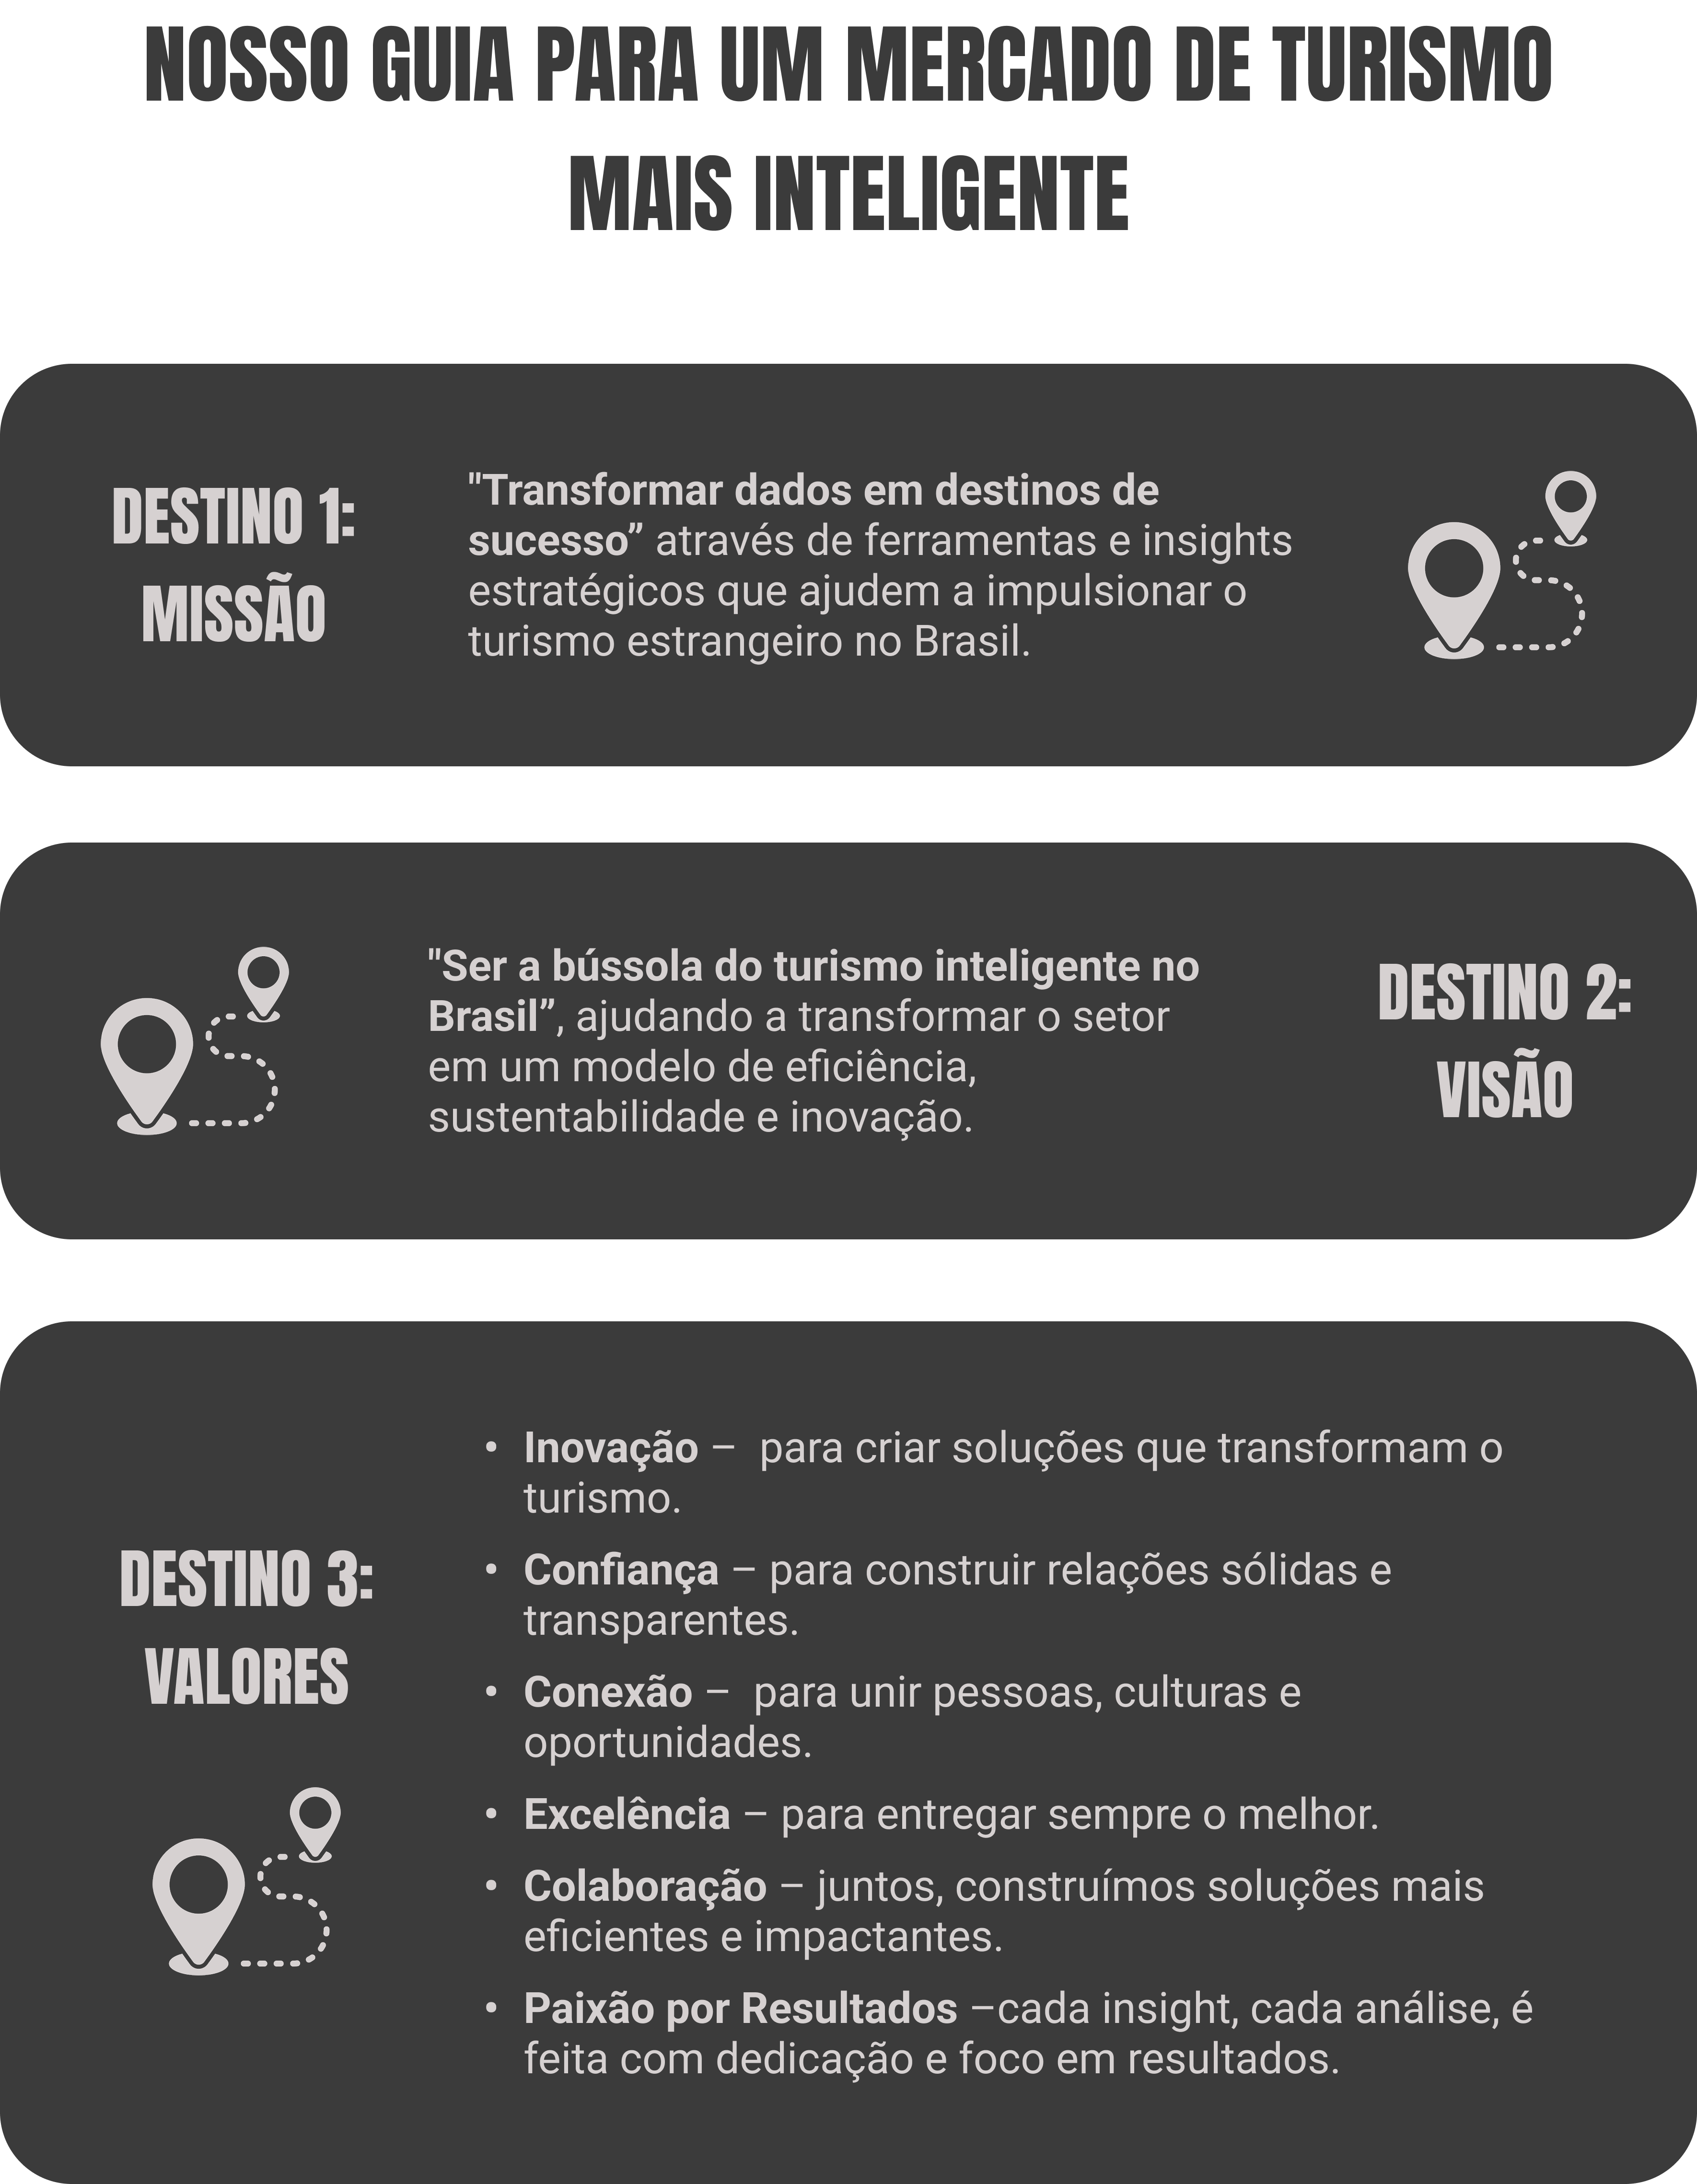 NOSSO GUIA PARA UM MERCADO DE TURISMO
MAIS INTELIGENTE
DESTINO 1:
MISSÃO
"Transformar dados em destinos de
sucesso” através de ferramentas e insights
estratégicos que ajudem a impulsionar o
turismo estrangeiro no Brasil.
"Ser a bússola do turismo inteligente no
Brasil”, ajudando a transformar o setor
em um modelo de eficiência,
sustentabilidade e inovação.
DESTINO 2:
VISÃO
DESTINO 3:
VALORES
• Inovação –  para criar soluções que transformam o
turismo.
• Confiança – para construir relações sólidas e
transparentes.
• Conexão –  para unir pessoas, culturas e
oportunidades.
• Excelência – para entregar sempre o melhor.
• Colaboração – juntos, construímos soluções mais
eficientes e impactantes.
• Paixão por Resultados –cada insight, cada análise, é
feita com dedicação e foco em resultados.